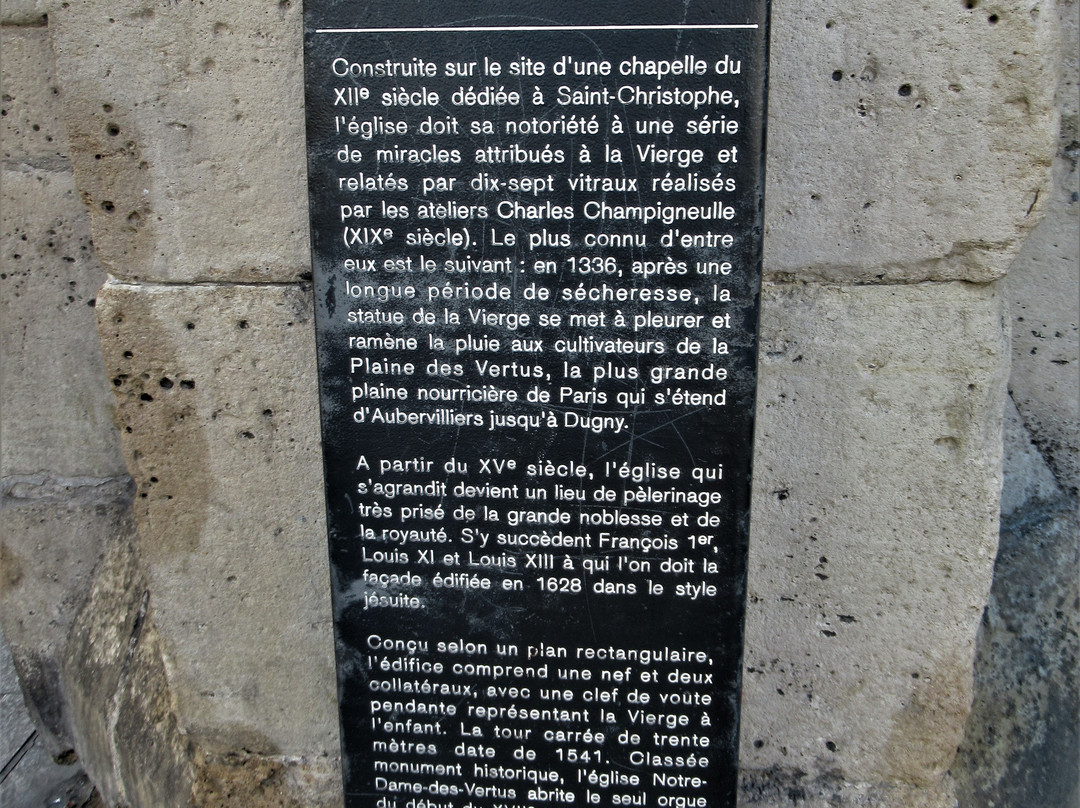 Construite sur le site d'une chapelle du
XIIe siècle dédiée à Saint-Christophe,
l'église doit sa notoriété à une série
de miracles attribués à la Vierge et
relatés par dix-sept vitraux réalisés
par les atèliers Charles Champigneulle
(XIXe siècle). Le plus connu d'entre
eux est le suivant : en 1336, après une
longue période de sécheresse, la
statue de la Vierge se met à pleurer et
ramène la pluie aux cultivateurs de la
Plaine des Vertus, la plus grande
plaine nourricière de Paris qui s'étend
d'Aubervilliers jusqu'à Dugny.
A partir du XVe siècle, l'église qui
s'agrandit devient un lieu de pèlerinage
très prisé de la grande noblesse et de
la royauté. S'y succèdent François 1er,
Louis XI et Louis XIII à qui l'on doit la
façade édifiée en 1628 dans le style
jésuite.
Conçu selon un plan rectangulaire,
l'édifice comprend une nef et deux
collatéraux, avec une clef de voûte
pendante représentant la Vierge à
l'enfant. La tour carrée de trente
mètres date de 1541. Classée
monument historique, l'église Notre-
Dame-des-Vertus abrite le seul orgue
du début du